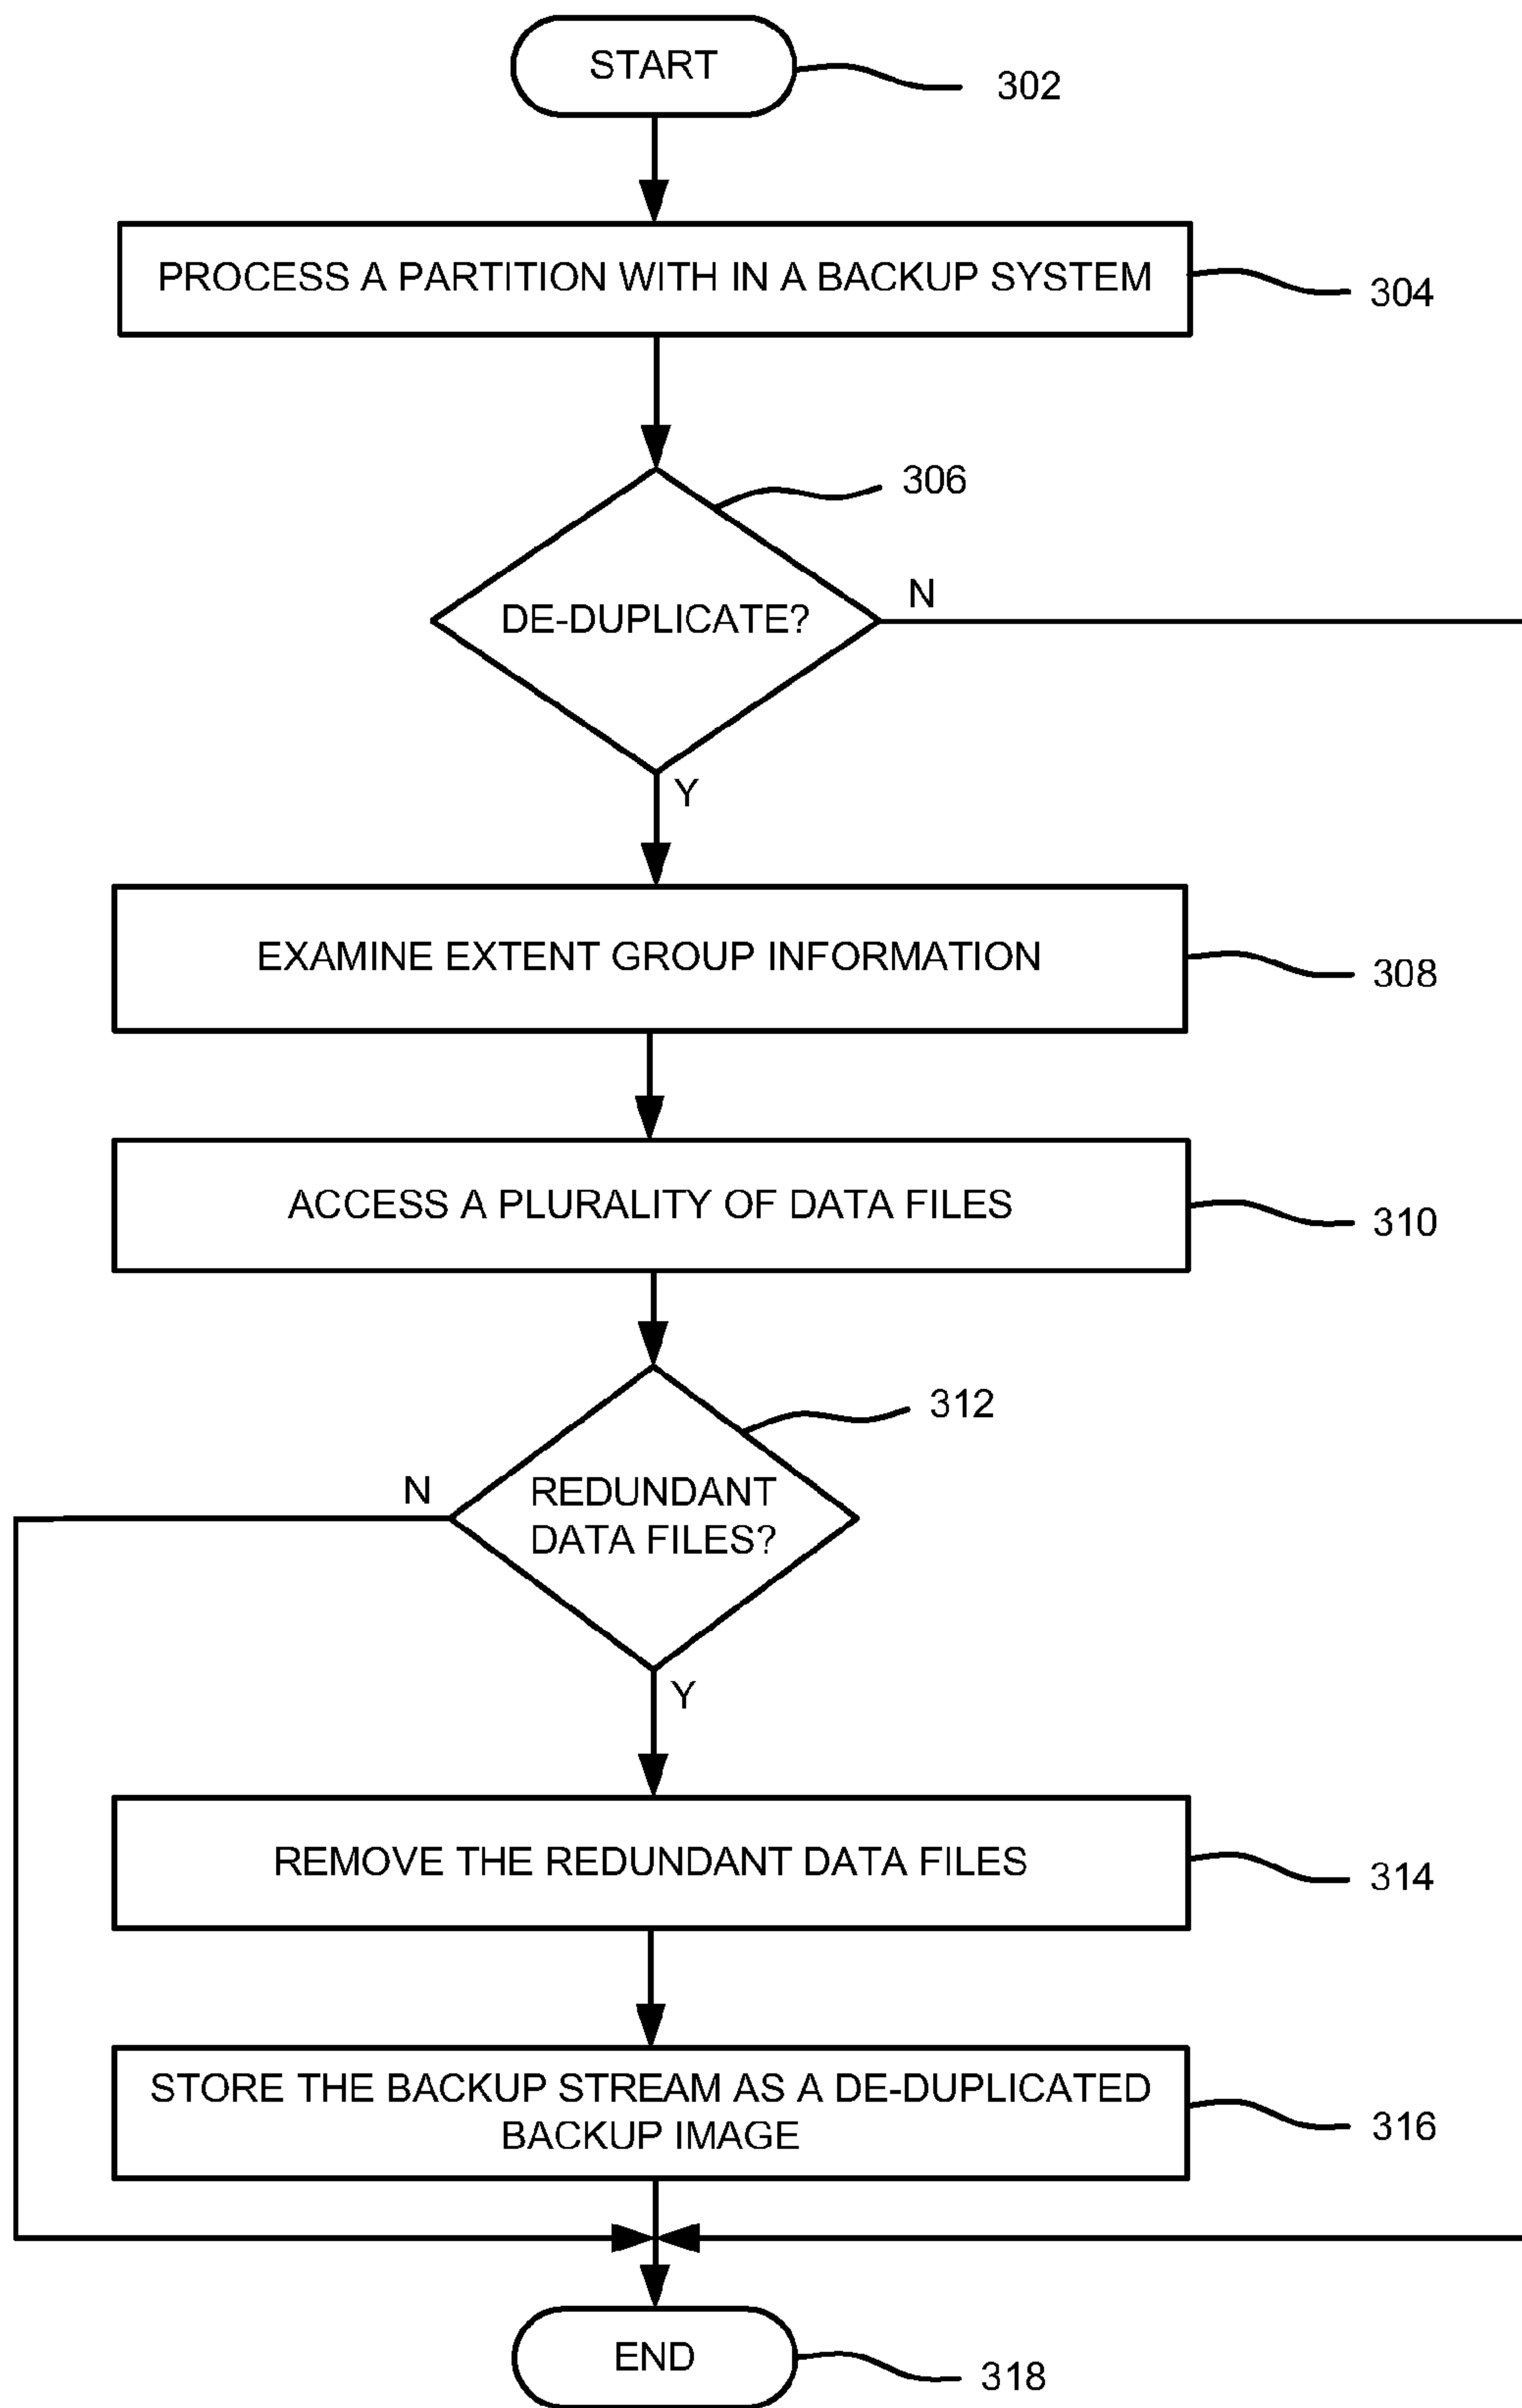 START
302
PROCESS A PARTITION WITH IN A BACKUP SYSTEM
304
306
DE-DUPLICATE?
N
Y
EXAMINE EXTENT GROUP INFORMATION
308
ACCESS A PLURALITY OF DATA FILES
310
312
N
REDUNDANT
DATA FILES?
Y
REMOVE THE REDUNDANT DATA FILES
314
STORE THE BACKUP STREAM AS A DE-DUPLICATED
BACKUP IMAGE
316
END
318